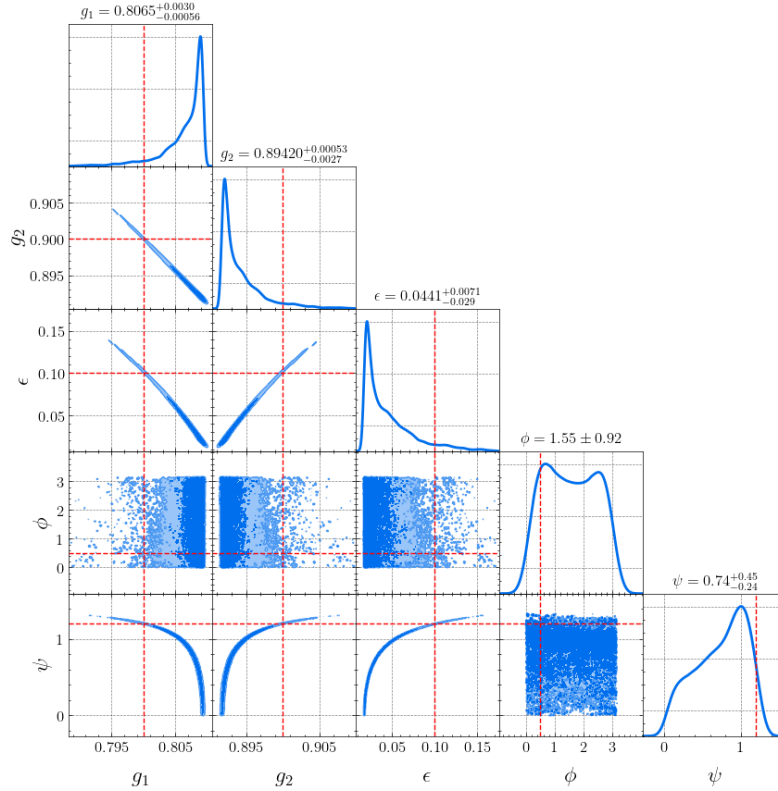 g₁ = 0.8065⁺⁰·⁰⁰³⁰₋₀.₀₀₀₅₆
g₂ = 0.89420⁺⁰·⁰⁰⁰⁵³₋₀.₀₀₂₇
0.905
0.900
0.895
g₂
ϵ = 0.0441⁺⁰·⁰⁰⁷¹₋₀.₀₂₉
0.15
0.10
0.05
ϵ
ϕ = 1.55 ± 0.92
3
2
1
0
ϕ
ψ = 0.74⁺⁰·⁴⁵₋₀.₂₄
1
0
ψ
0.795 0.805 0.895 0.905 0.05 0.10 0.15 0 1 2 3 0 1
g₁ g₂ ϵ ϕ ψ